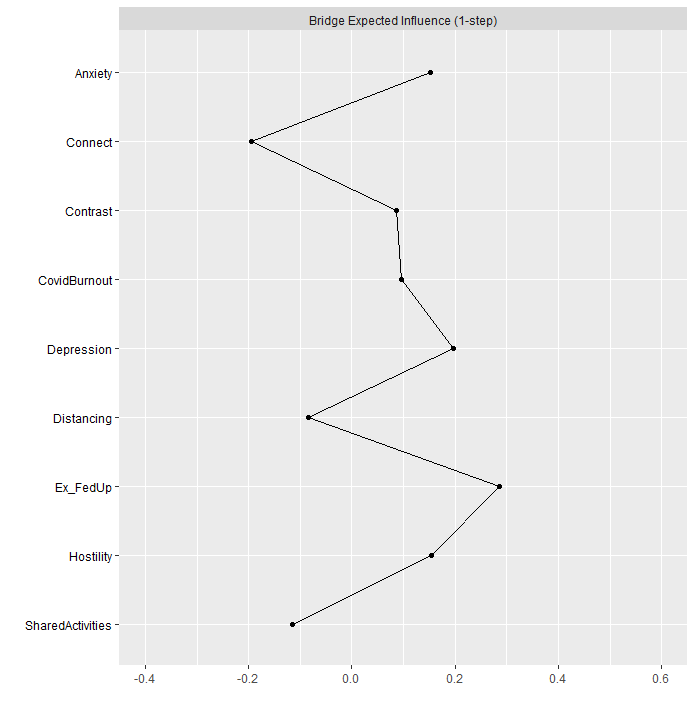 Bridge Expected Influence (1-step)
Anxiety
Connect
Contrast
CovidBurnout
Depression
Distancing
Ex_FedUp
Hostility
SharedActivities
-0.4 -0.2 0.0 0.2 0.4 0.6